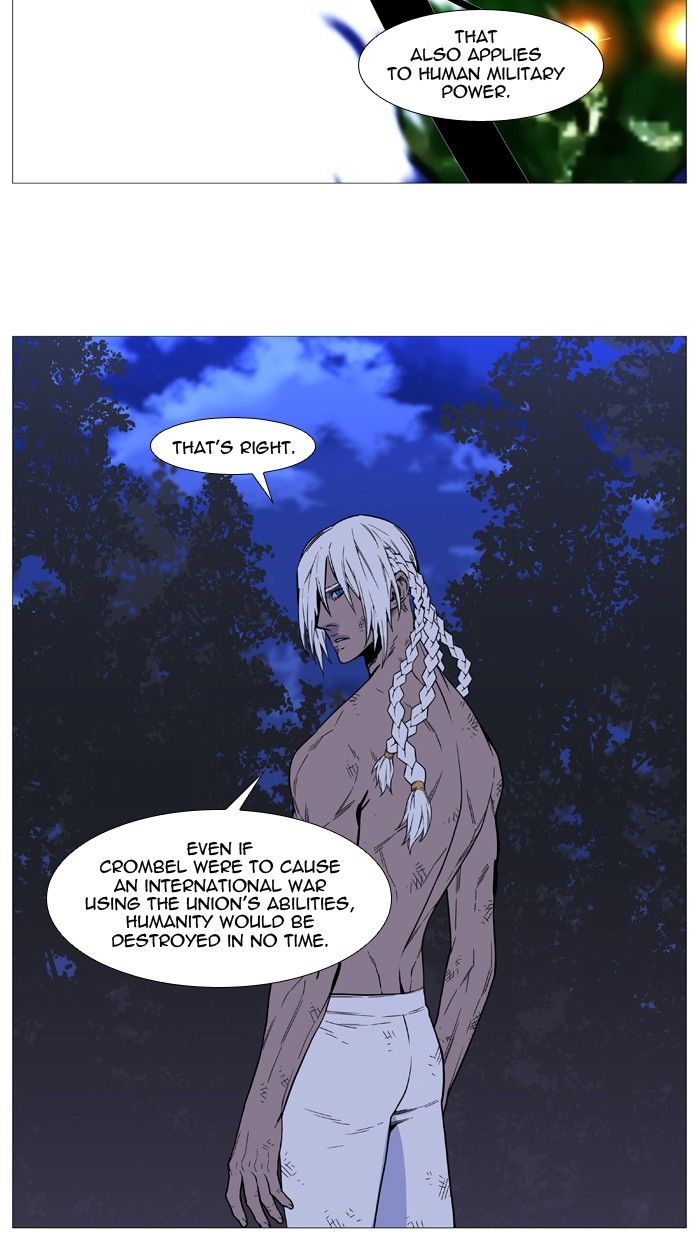 THAT
ALSO APPLIES
TO HUMAN MILITARY
POWER.
THAT'S RIGHT.
EVEN IF
CROMBEL WERE TO CAUSE
AN INTERNATIONAL WAR
USING THE UNION'S ABILITIES,
HUMANITY WOULD BE
DESTROYED IN NO TIME.